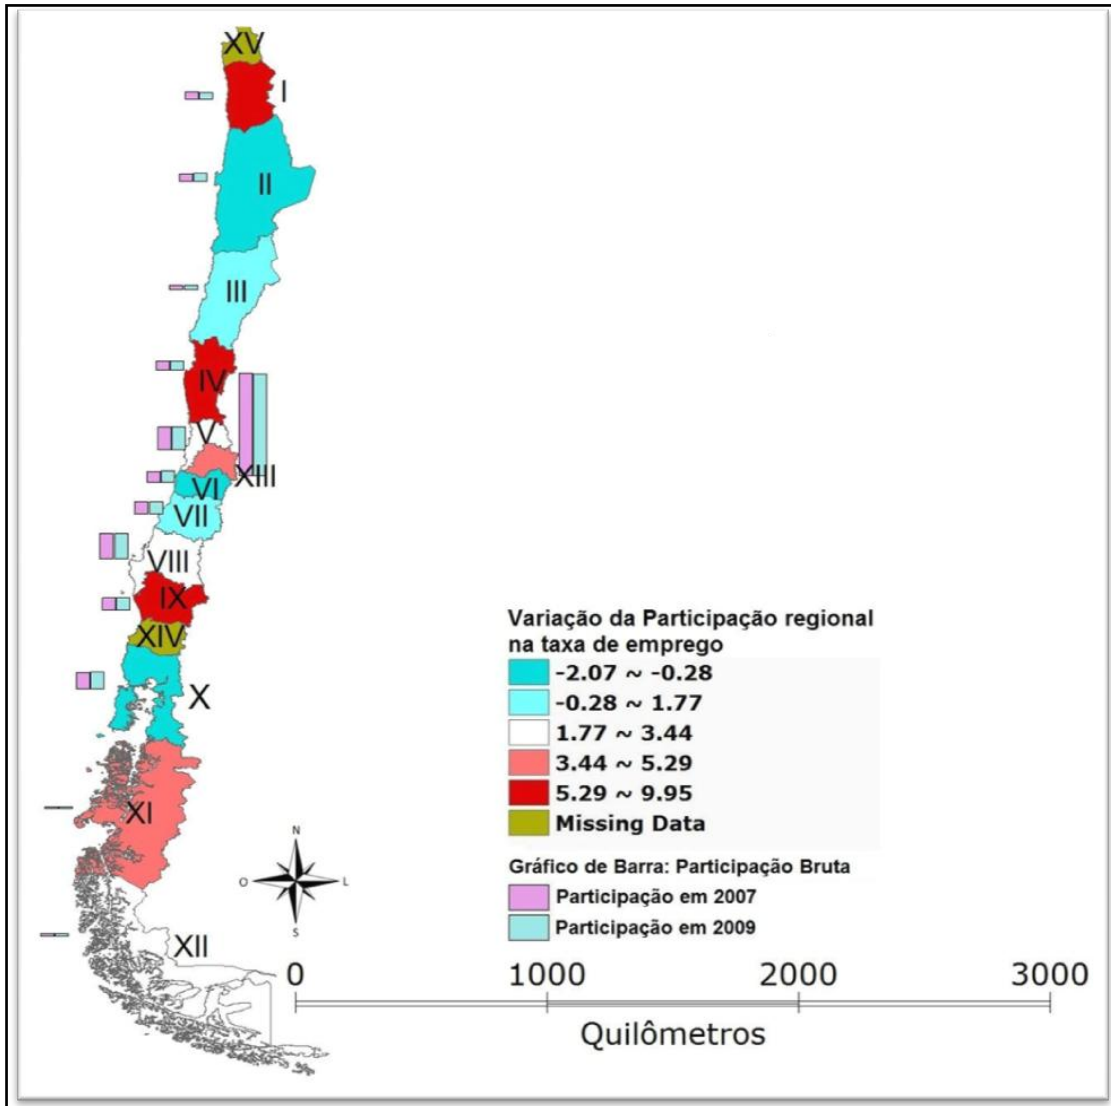 XV
I
II
III
IV
V
XIII
VI
VII
VIII
IX
XIV
X
XI
XII
Variação da Participação regional
na taxa de emprego
-2.07 ~ -0.28
-0.28 ~ 1.77
1.77 ~ 3.44
3.44 ~ 5.29
5.29 ~ 9.95
Missing Data
Gráfico de Barra: Participação Bruta
Participação em 2007
Participação em 2009
N
O
L
S
0 1000 2000 3000
Quilômetros